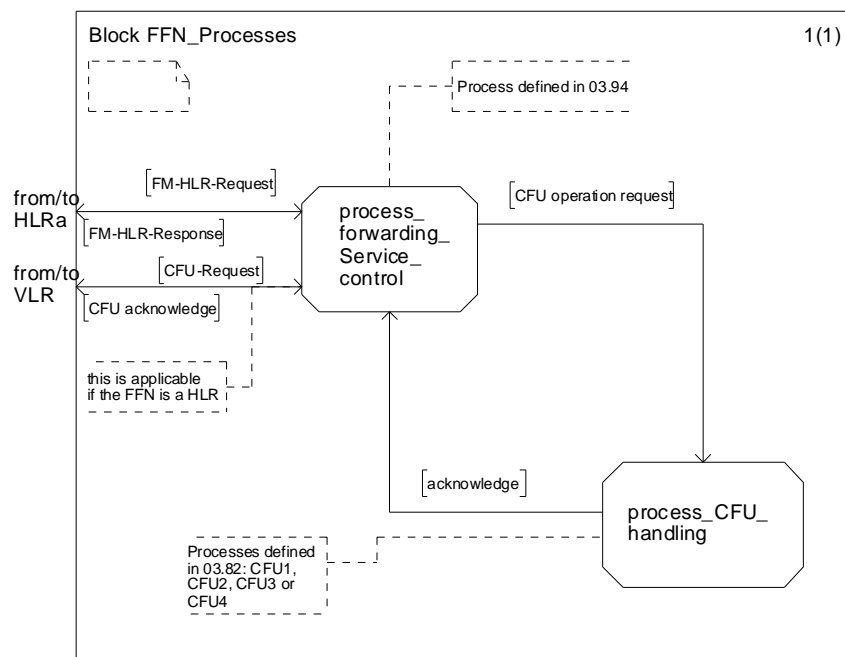 Block FFN_Processes
1(1)
Process defined in 03.94
[FM-HLR-Request]
from/to
HLRa
[FM-HLR-Response]
process_
forwarding_
Service_
control
[CFU operation request]
[CFU-Request]
from/to
VLR
[CFU acknowledge]
this is applicable
if the FFN is a HLR
[acknowledge]
process_CFU_
handling
Processes defined
in 03.82: CFU1,
CFU2, CFU3 or
CFU4